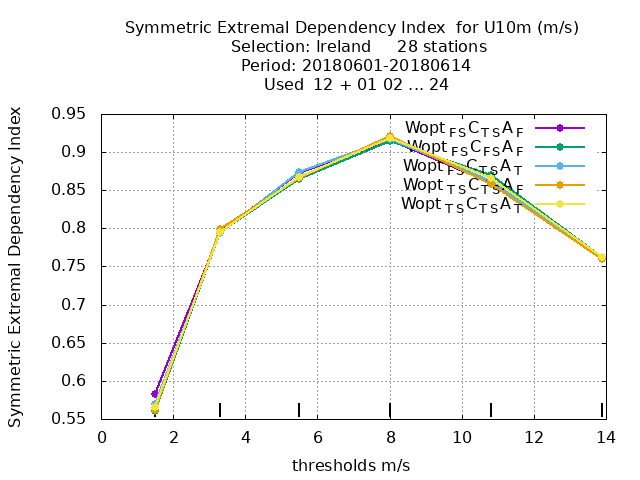 Symmetric Extremal Dependency Index  for U10m (m/s)
Selection: Ireland     28 stations
Period: 20180601-20180614
Used  12 + 01 02 ... 24
Symmetric Extremal Dependency Index
0.95
0.9
0.85
0.8
0.75
0.7
0.65
0.6
0.55
Wopt FS C TS A F
Wopt FS C FS A F
Wopt FS C TS A T
Wopt TS C TS A F
Wopt TS C TS A T
0 2 4 6 8 10 12 14
thresholds m/s